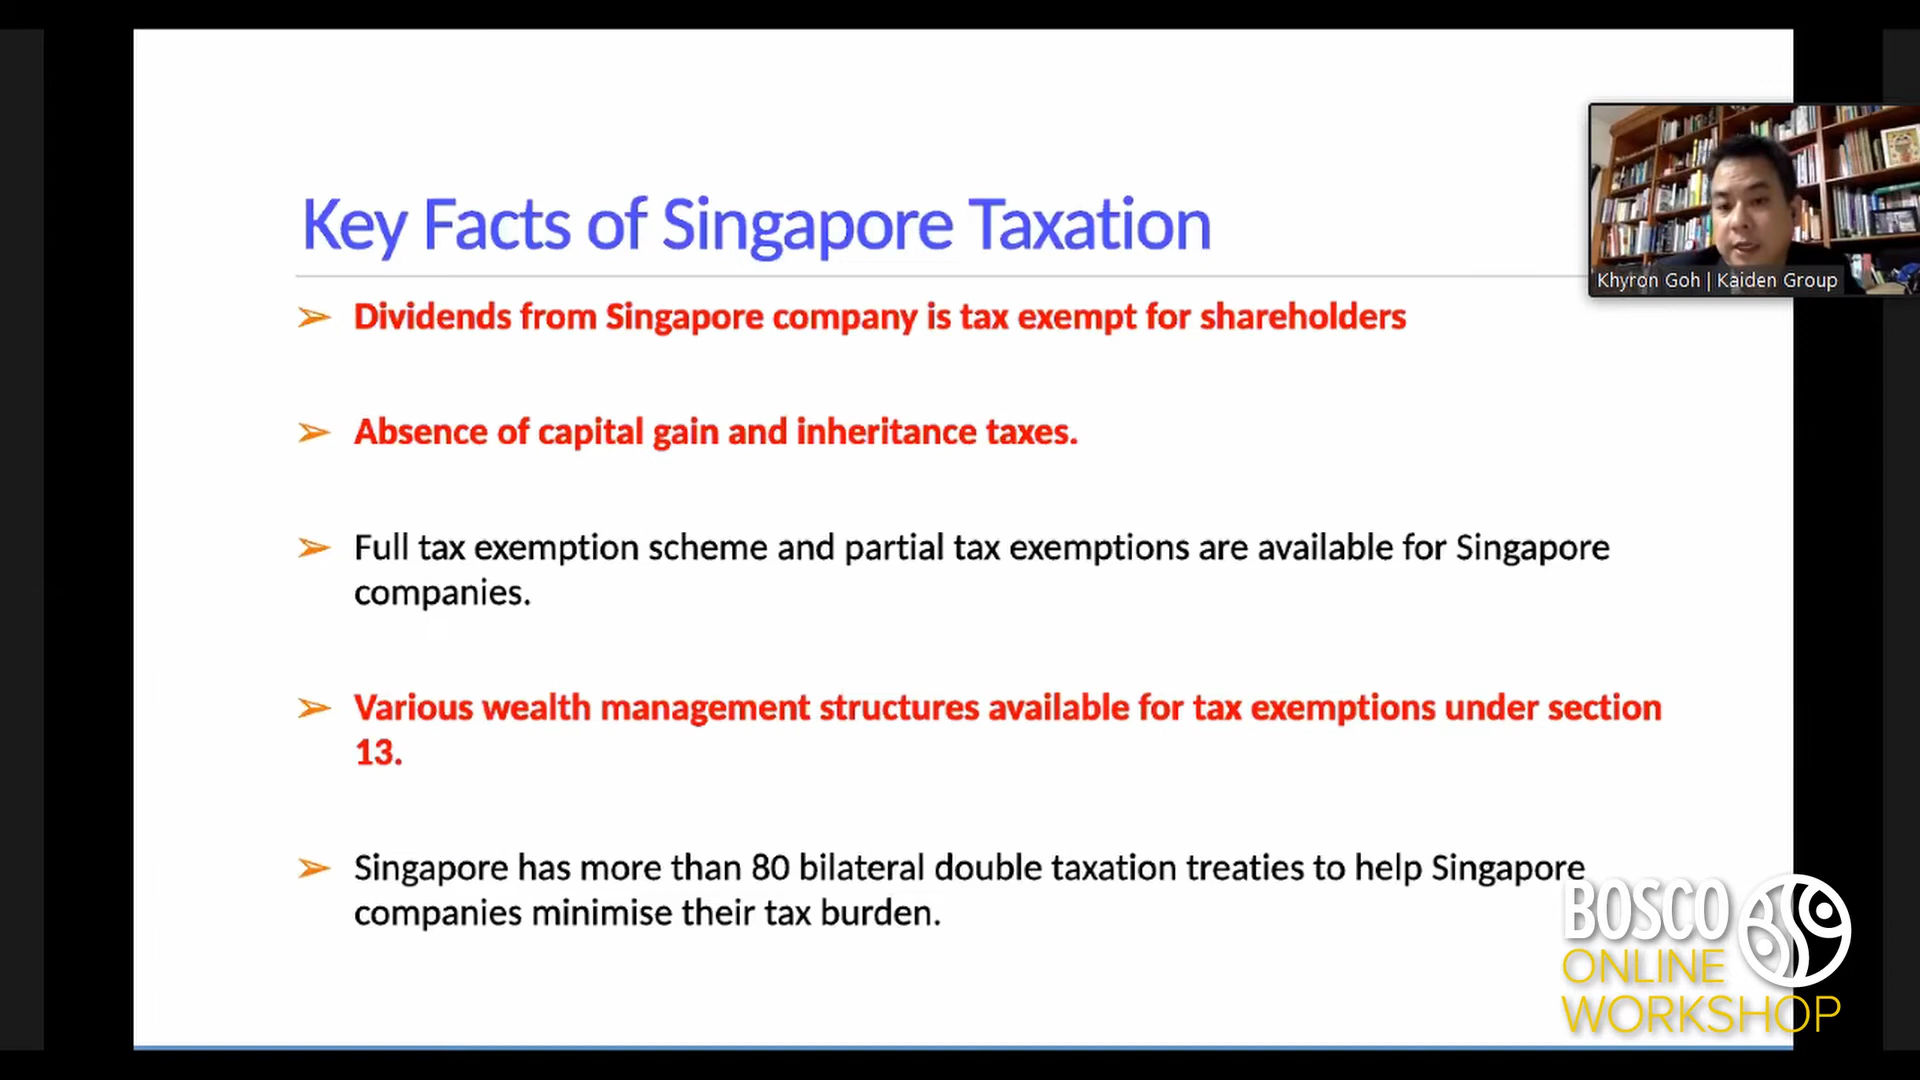 Key Facts of Singapore Taxation
Khyron Goh | Kaiden Group
➢ Dividends from Singapore company is tax exempt for shareholders
➢ Absence of capital gain and inheritance taxes.
➢ Full tax exemption scheme and partial tax exemptions are available for Singapore
companies.
➢ Various wealth management structures available for tax exemptions under section
13.
➢ Singapore has more than 80 bilateral double taxation treaties to help Singapore
companies minimise their tax burden.
BOSCO
ONLINE
WORKSHOP